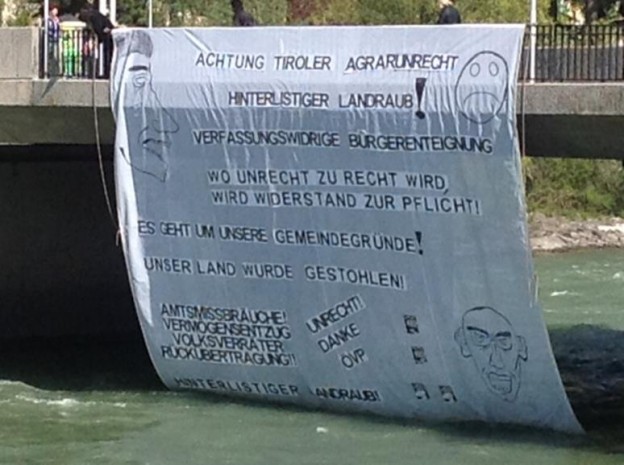 ACHTUNG TIROLER AGRARUNRECHT
HINTERLISTIGER LANDRAUB!
VERFASSUNGSWIDRIGE BÜRGERENTEIGNUNG
WO UNRECHT ZU RECHT WIRD,
WIRD WIDERSTAND ZUR PFLICHT!
ES GEHT UM UNSERE GEMEINDEGRÜNDE!
UNSER LAND WURDE GESTOHLEN!
AMTSMISSBRÄUCHE!
VERMÖGENSENTZUG
VOLKSVERRÄTER
RÜCKÜBERTRAGUNG!!
UNRECHT!
DANKE
ÖVP
HINTERLISTIGER LANDRAUB!!